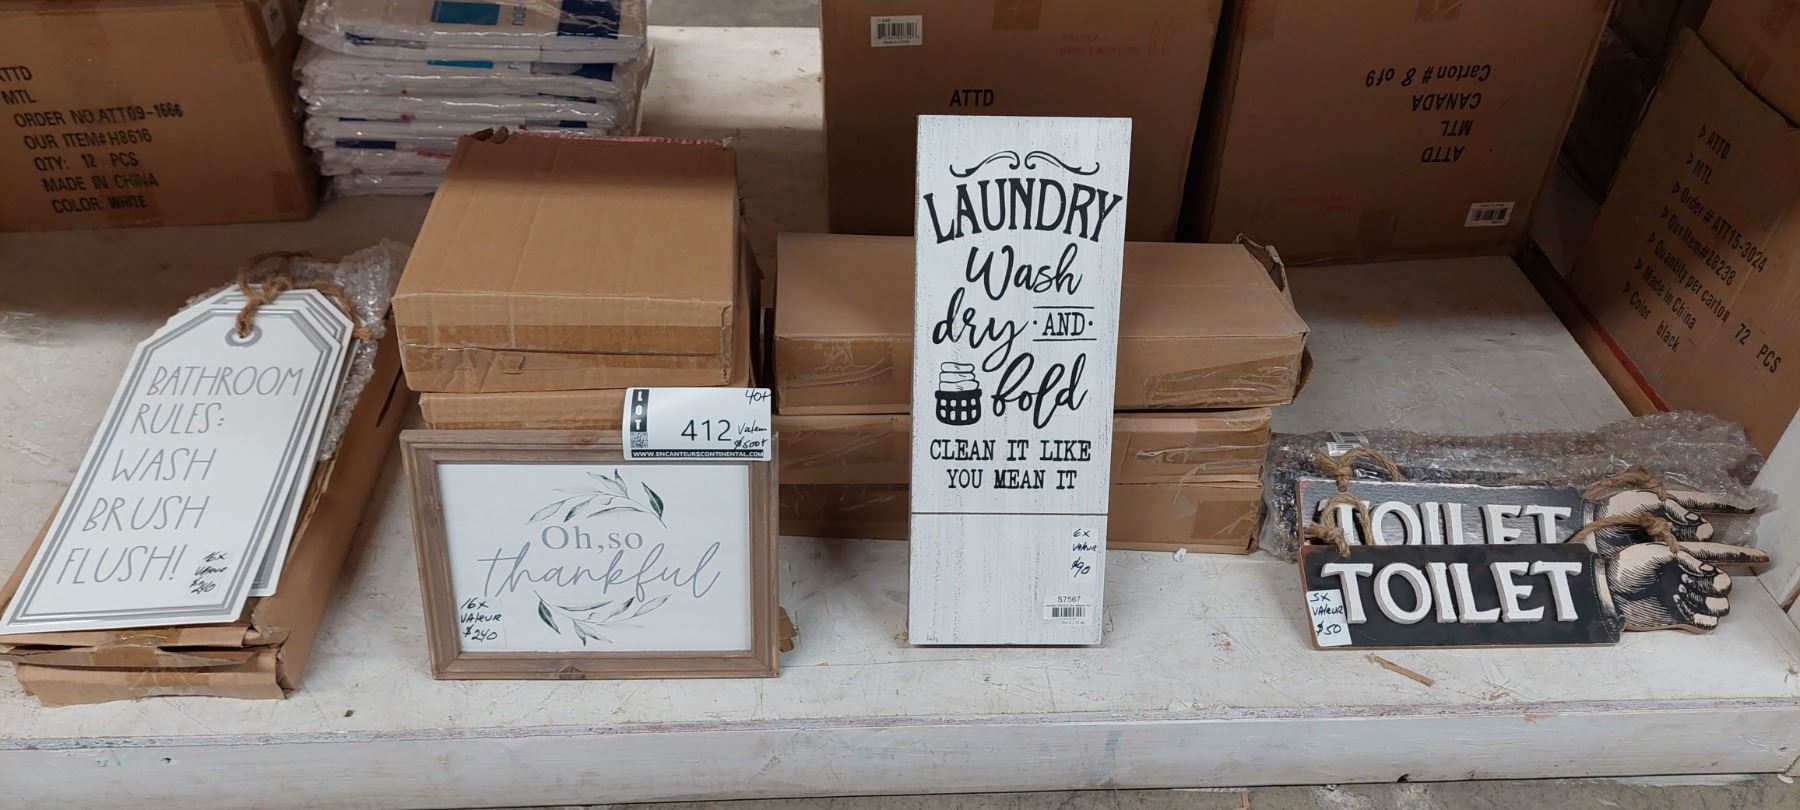 ATTD
MTL
ORDER NO.ATT09-1666
OUR ITEM# H8616
QTY: 12 PCS
MADE IN CHINA
COLOR: WHITE
ATTD
Carton # 8 of 9
CANADA
MTL
ATTD
ATTD
MTL
Order # ATT15-3024
Quantity per carton 72 PCS
Made in China
Color black
BATHROOM
RULES:
WASH
BRUSH
FLUSH!
VALEUR
$240
LOT
412
40+
Valeur
$500+
WWW.ENCANTEURSCONTINENTAL.COM
Oh, so
thankful
16x
VALEUR
$240
LAUNDRY
Wash
dry AND
fold
CLEAN IT LIKE
YOU MEAN IT
6x
VALEUR
$90
S7567
TOILET
TOILET
5x
VALEUR
$50